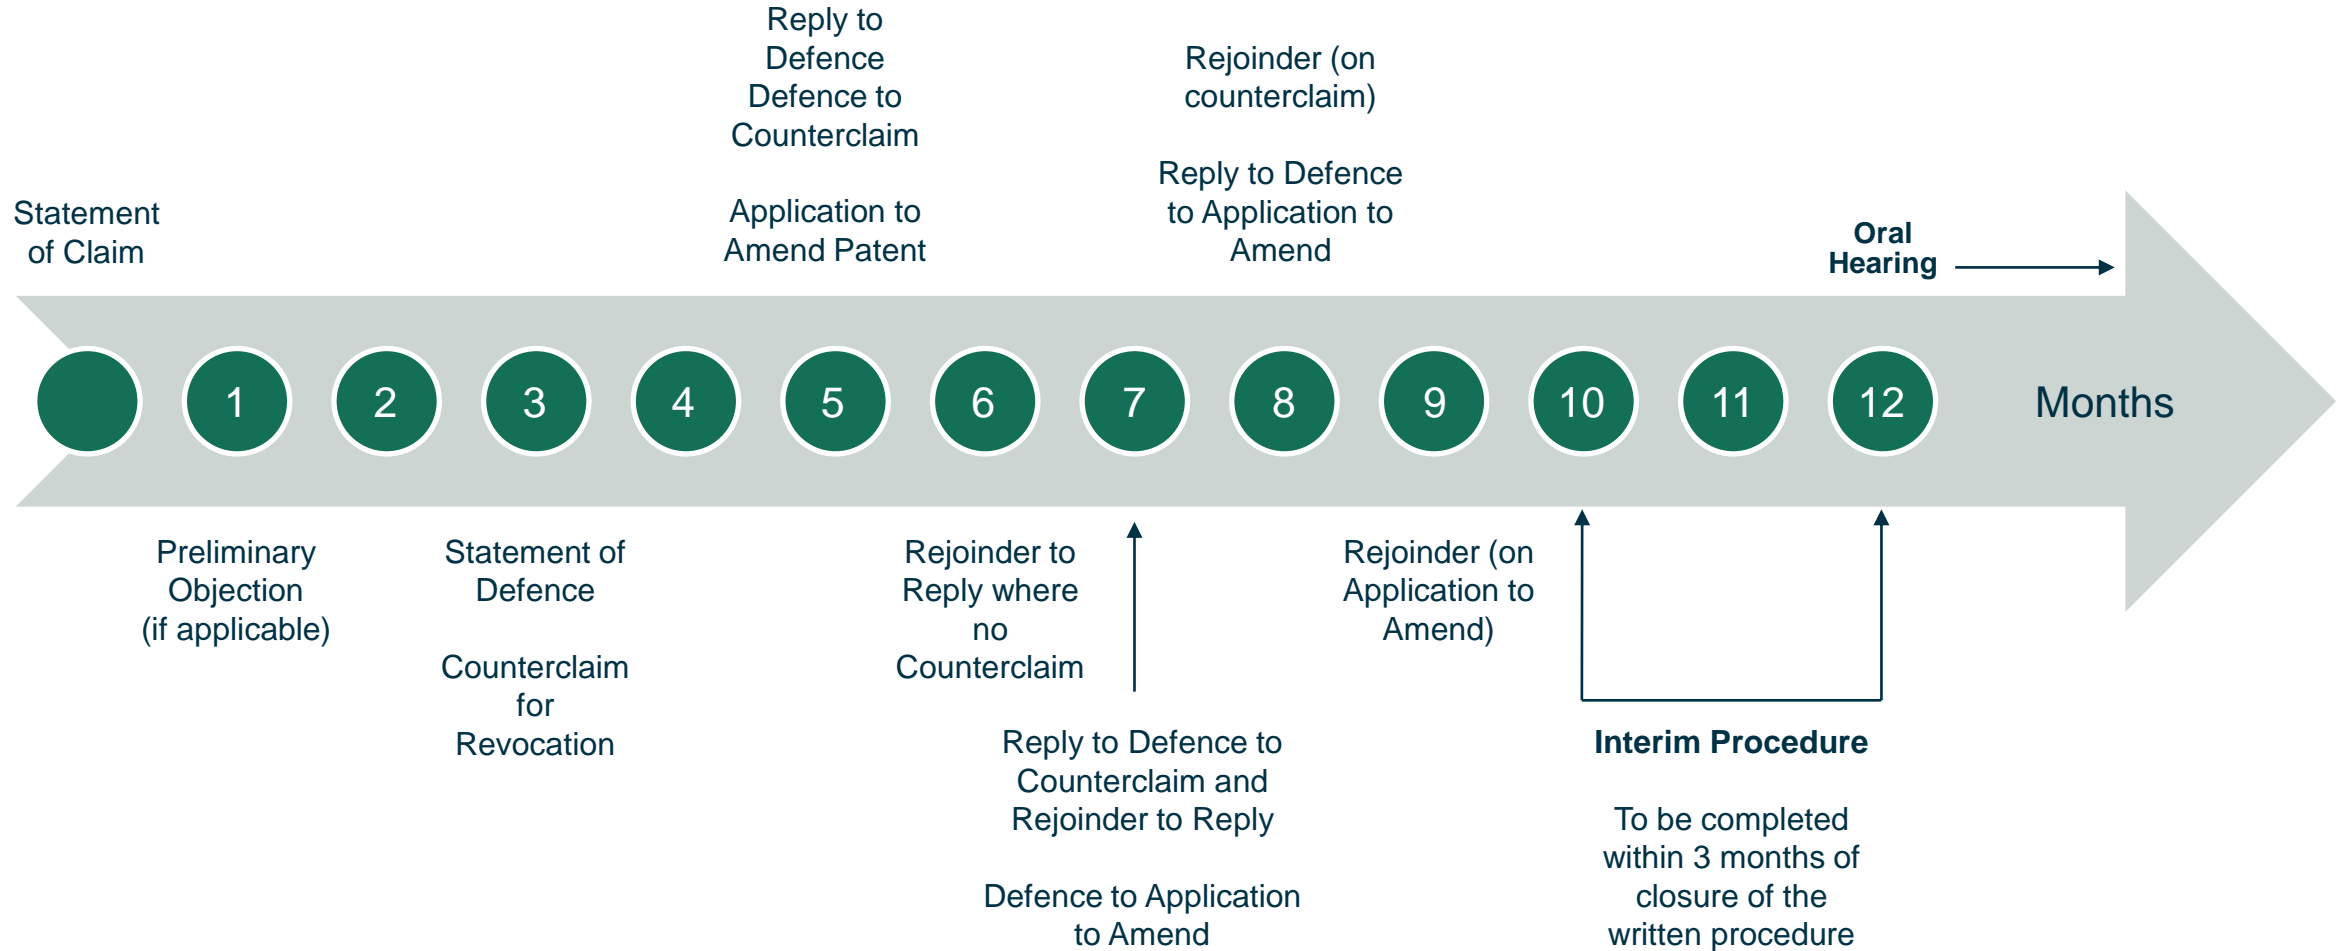 Statement
of Claim
Reply to
Defence
Defence to
Counterclaim
Application to
Amend Patent
Rejoinder (on
counterclaim)
Reply to Defence
to Application to
Amend
Oral
Hearing
1
2
3
4
5
6
7
8
9
10
11
12
Months
Preliminary
Objection
(if applicable)
Statement of
Defence
Counterclaim
for
Revocation
Rejoinder to
Reply where
no
Counterclaim
Reply to Defence to
Counterclaim and
Rejoinder to Reply
Defence to Application
to Amend
Rejoinder (on
Application to
Amend)
Interim Procedure
To be completed
within 3 months of
closure of the
written procedure